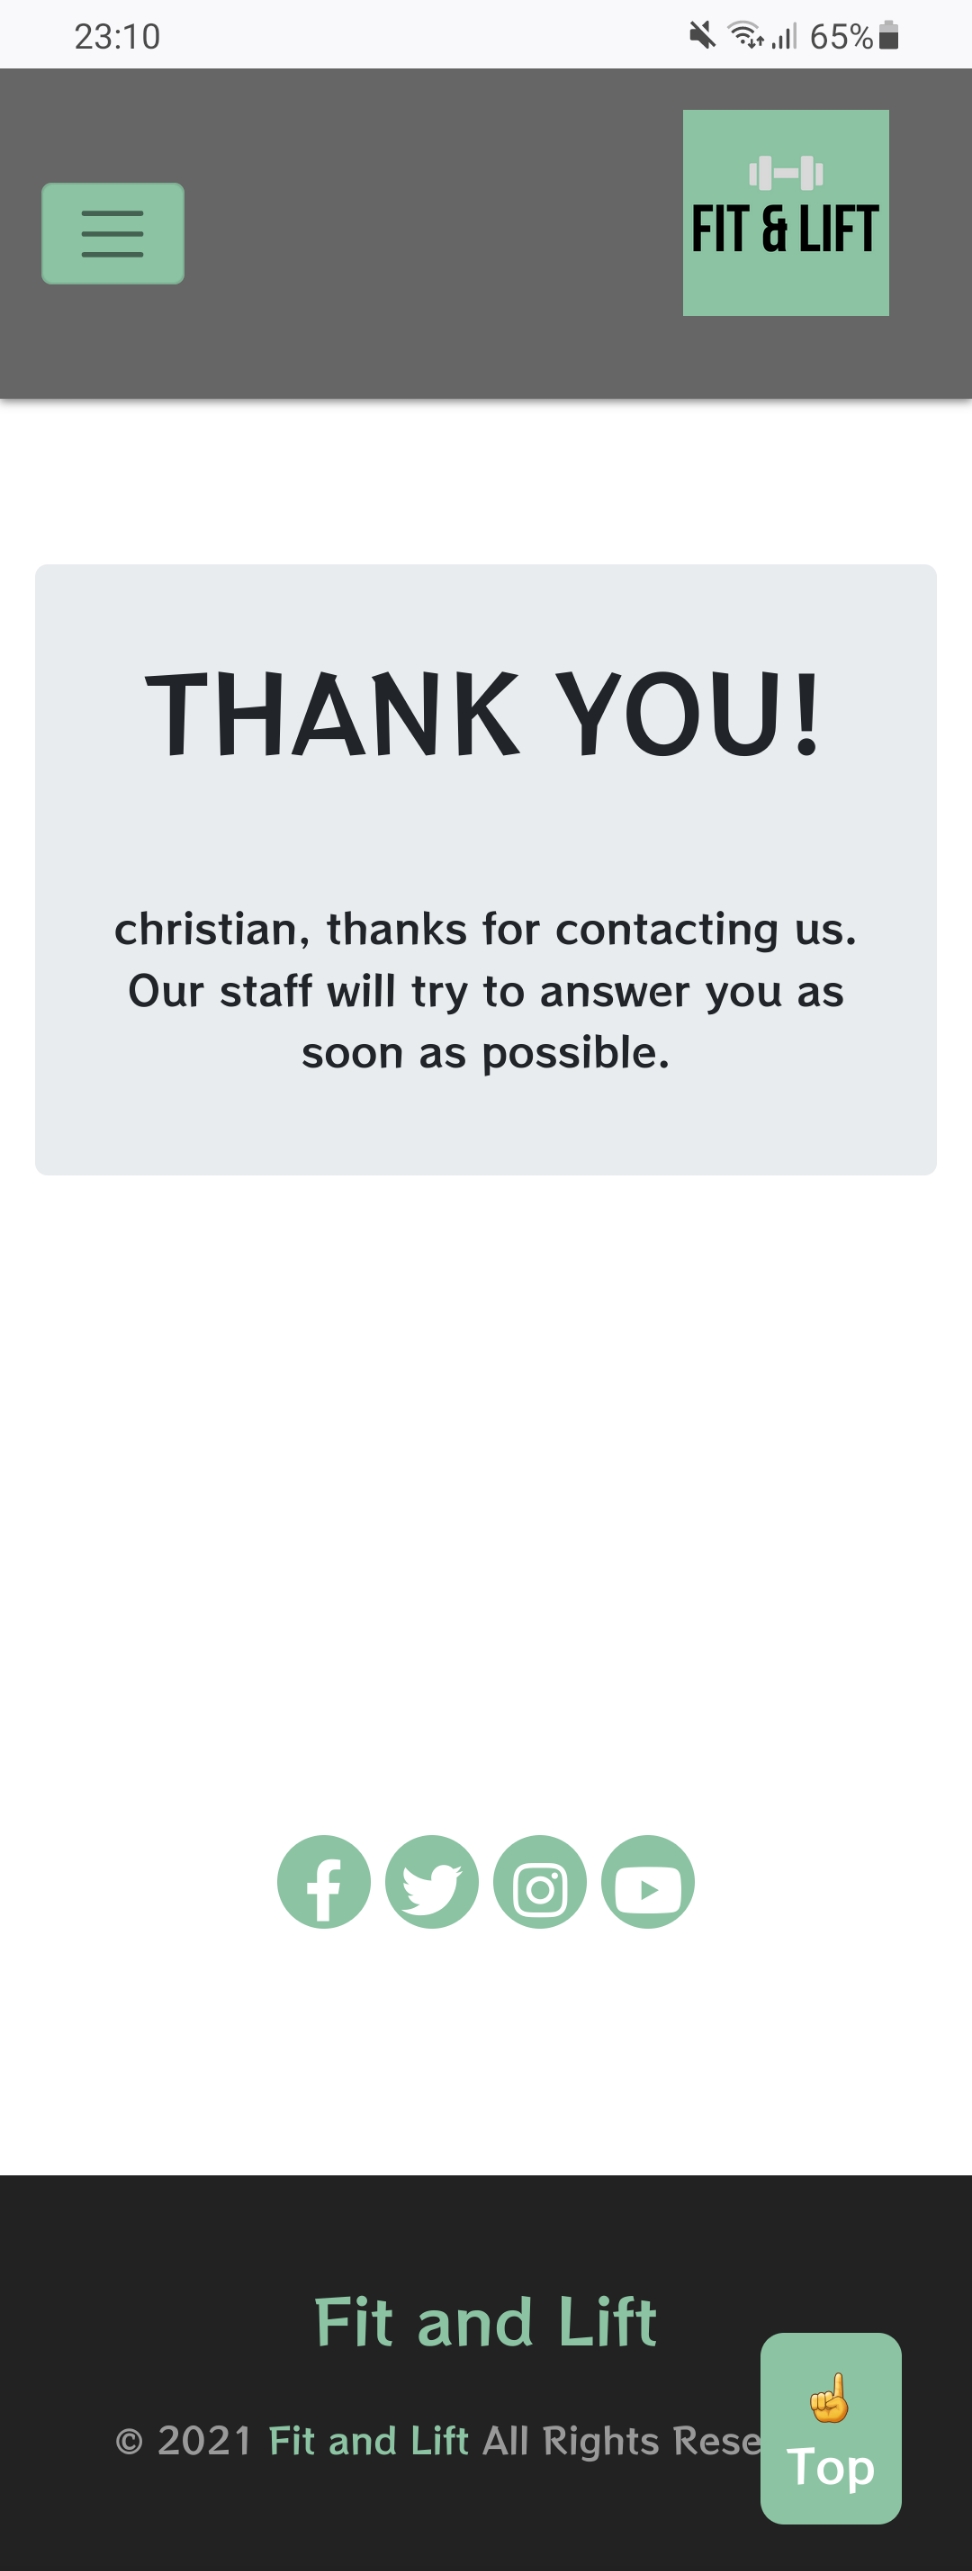 23:10
65%
FIT & LIFT
THANK YOU!
christian, thanks for contacting us.
Our staff will try to answer you as
soon as possible.
Fit and Lift
© 2021 Fit and Lift All Rights Rese
Top